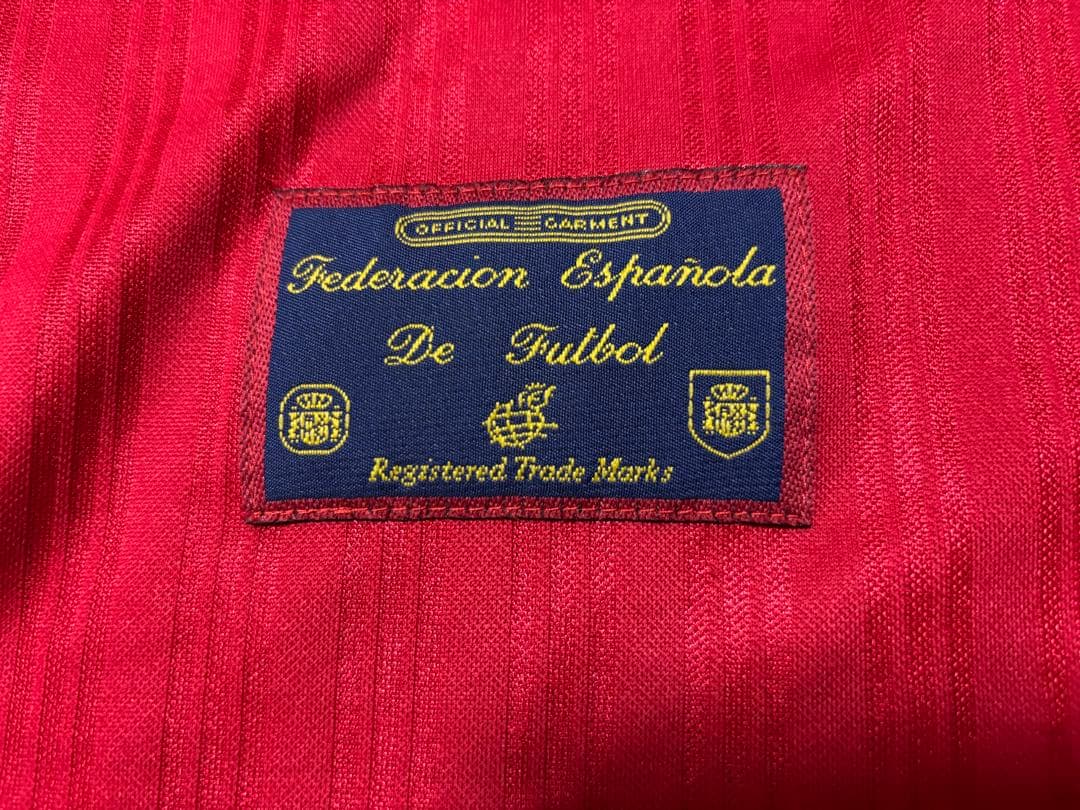 OFFICIAL GARMENT
Federacion Española
De Futbol
Registered Trade Marks